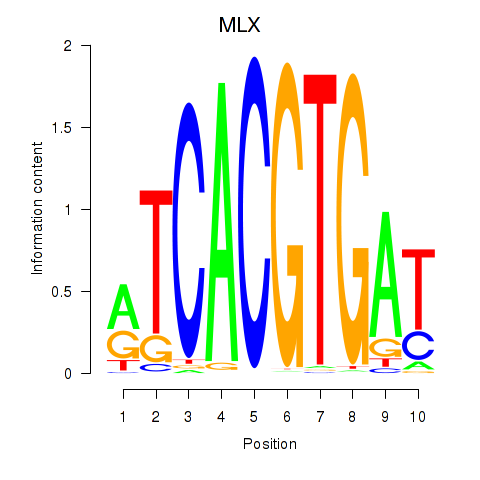 MLX
2
1.5
1
0.5
0
Information content
A T C A C G T G A T
G G T G C
T C A
1 2 3 4 5 6 7 8 9 10
Position